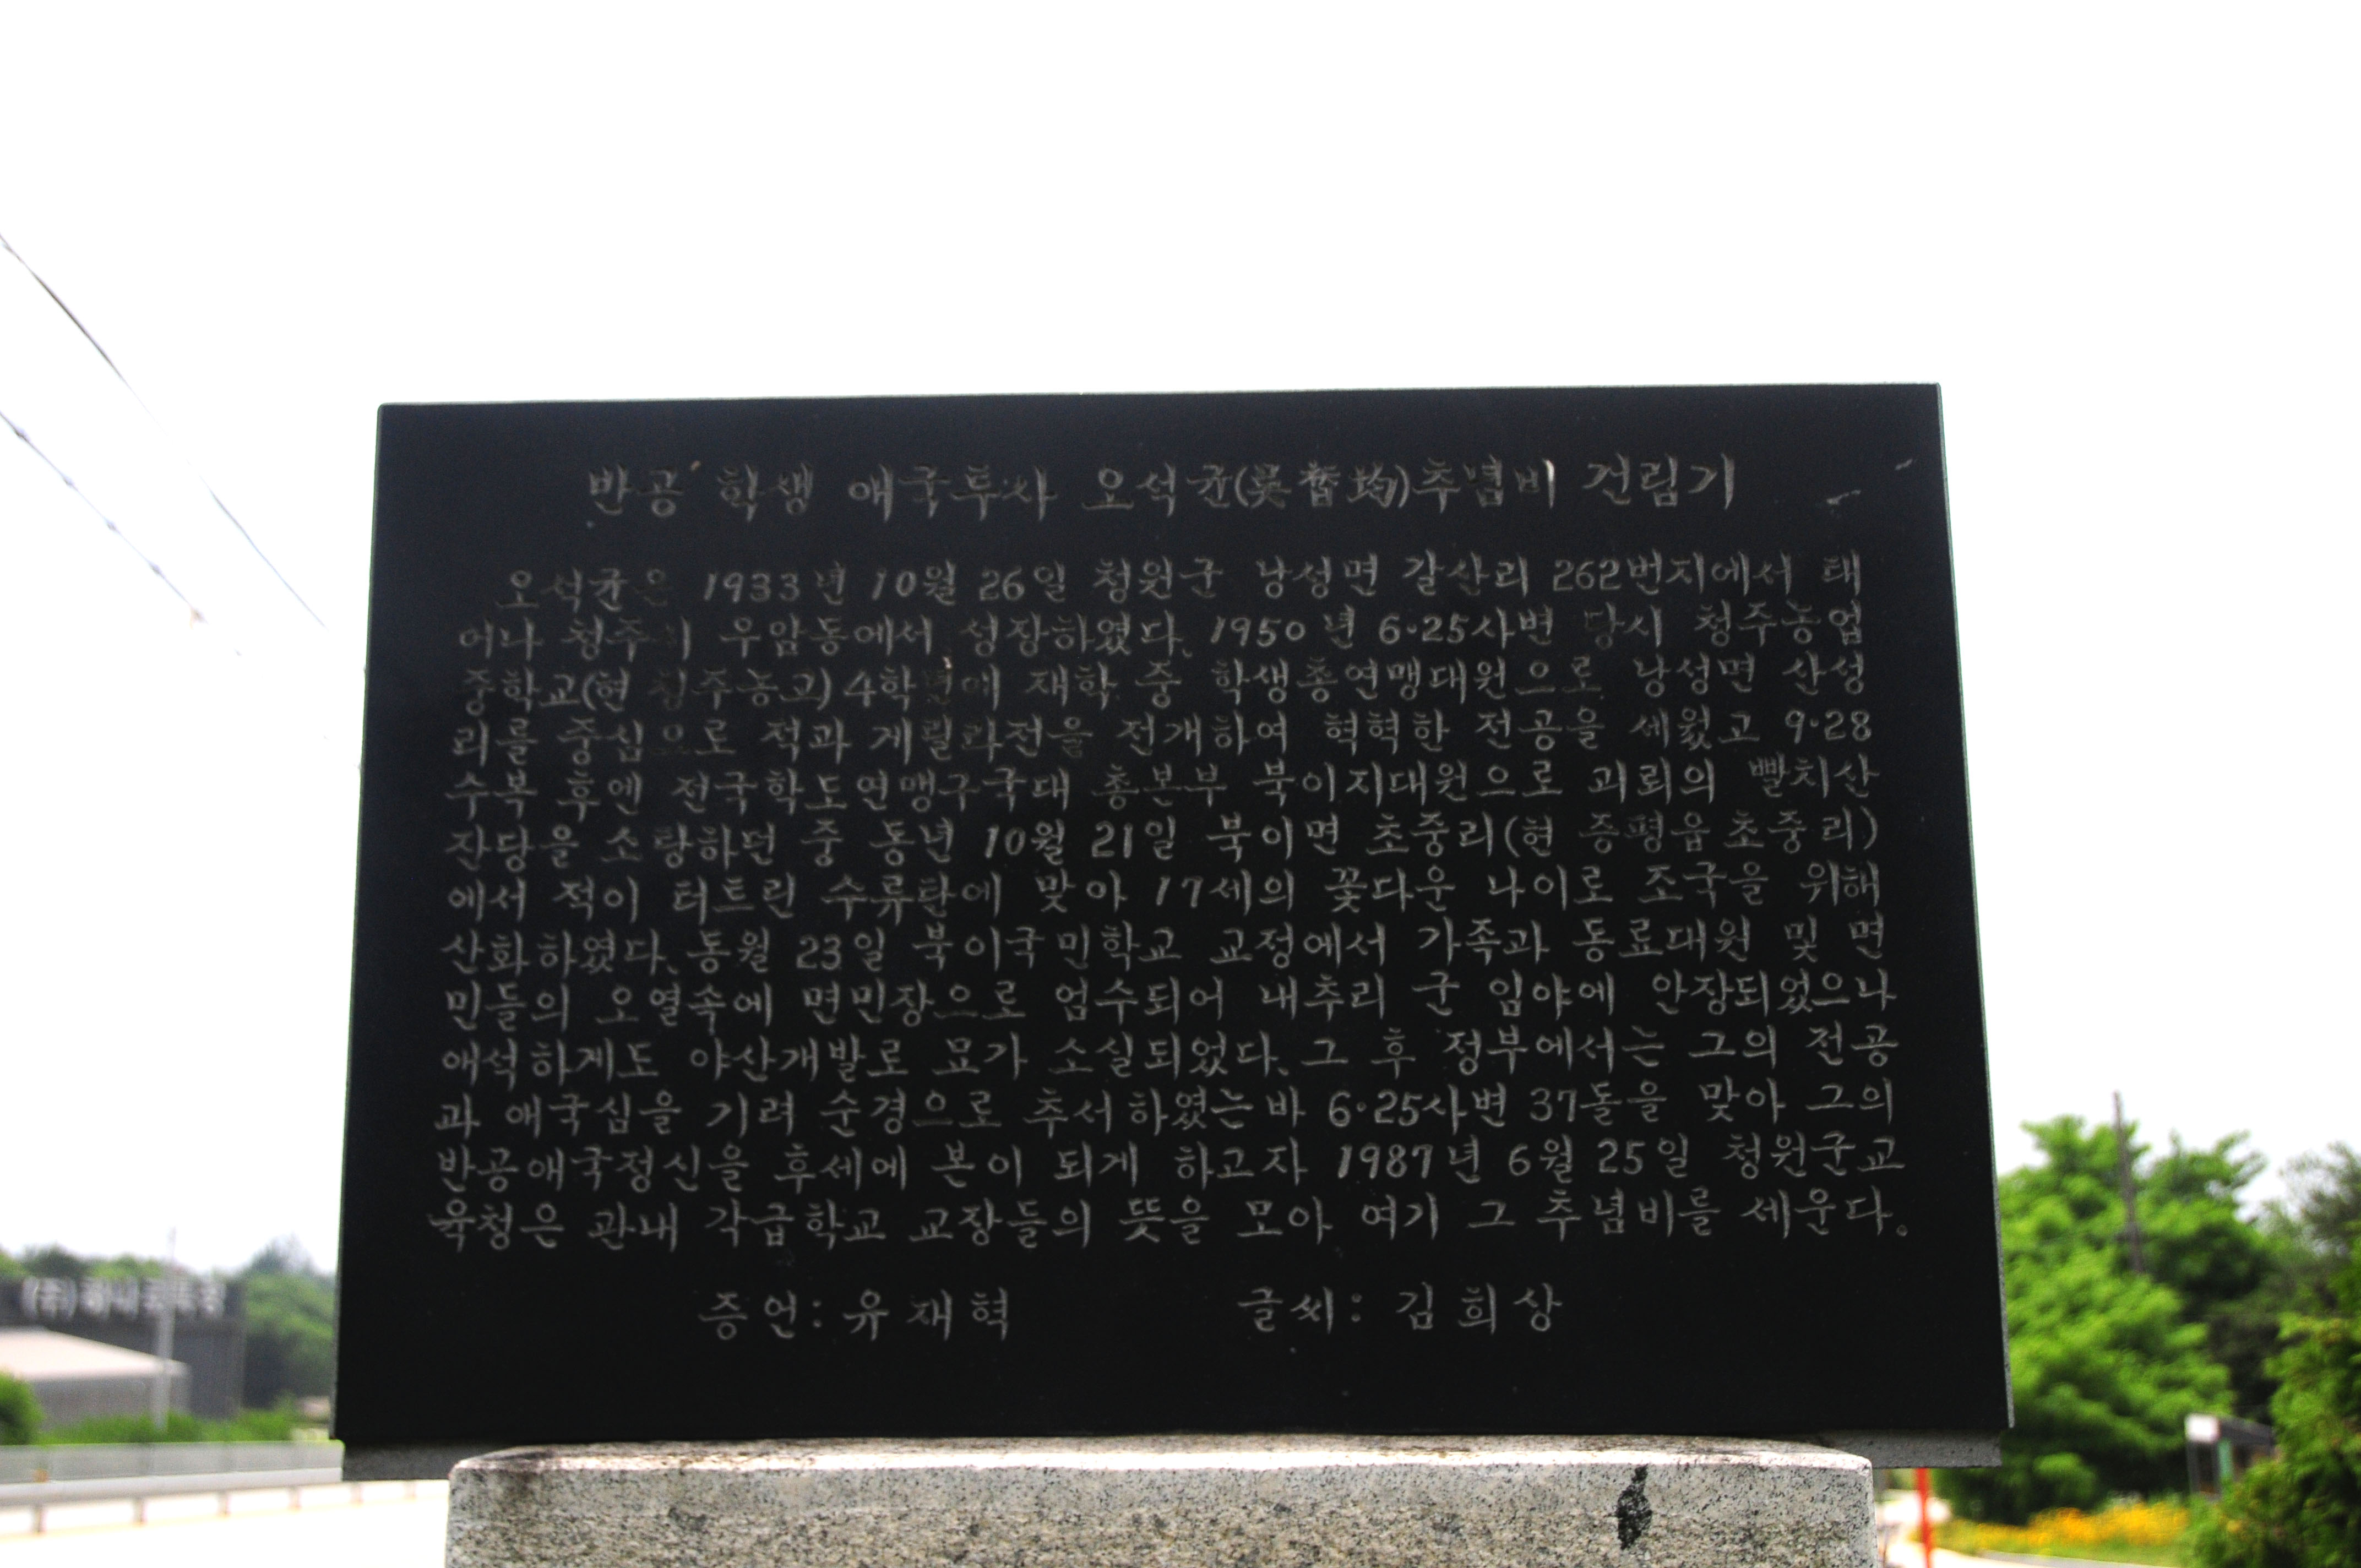 반공 학생 애국투사 오석균(吳晳均)추념비 건립기
오석균은 1933년 10월 26일 청원군 낭성면 갈산리 262번지에서 태
어나 청주시 우암동에서 성장하였다. 1950년 6·25사변 당시 청주농업
중학교(현 청주농고) 4학년에 재학 중 학생총연맹대원으로 낭성면 산성
리를 중심으로 적과 게릴라전을 전개하여 혁혁한 전공을 세웠고 9·28
수복 후엔 전국학도연맹구국대 총본부 북이지대원으로 괴뢰의 빨치산
잔당을 소탕하던 중 동년 10월 21일 북이면 초중리(현 증평읍 초중리)
에서 적이 터트린 수류탄에 맞아 17세의 꽃다운 나이로 조국을 위해
산화하였다. 동월 23일 북이국민학교 교정에서 가족과 동료대원 및 면
민들의 오열속에 면민장으로 엄수되어 내추리 군 임야에 안장되었으나
애석하게도 야산개발로 묘가 소실되었다. 그 후 정부에서는 그의 전공
과 애국심을 기려 순경으로 추서하였는바 6·25사변 37돌을 맞아 그의
반공애국정신을 후세에 본이 되게 하고자 1987년 6월 25일 청원군교
육청은 관내 각급학교 교장들의 뜻을 모아 여기 그 추념비를 세운다.
증언: 유재혁 글씨: 김희상